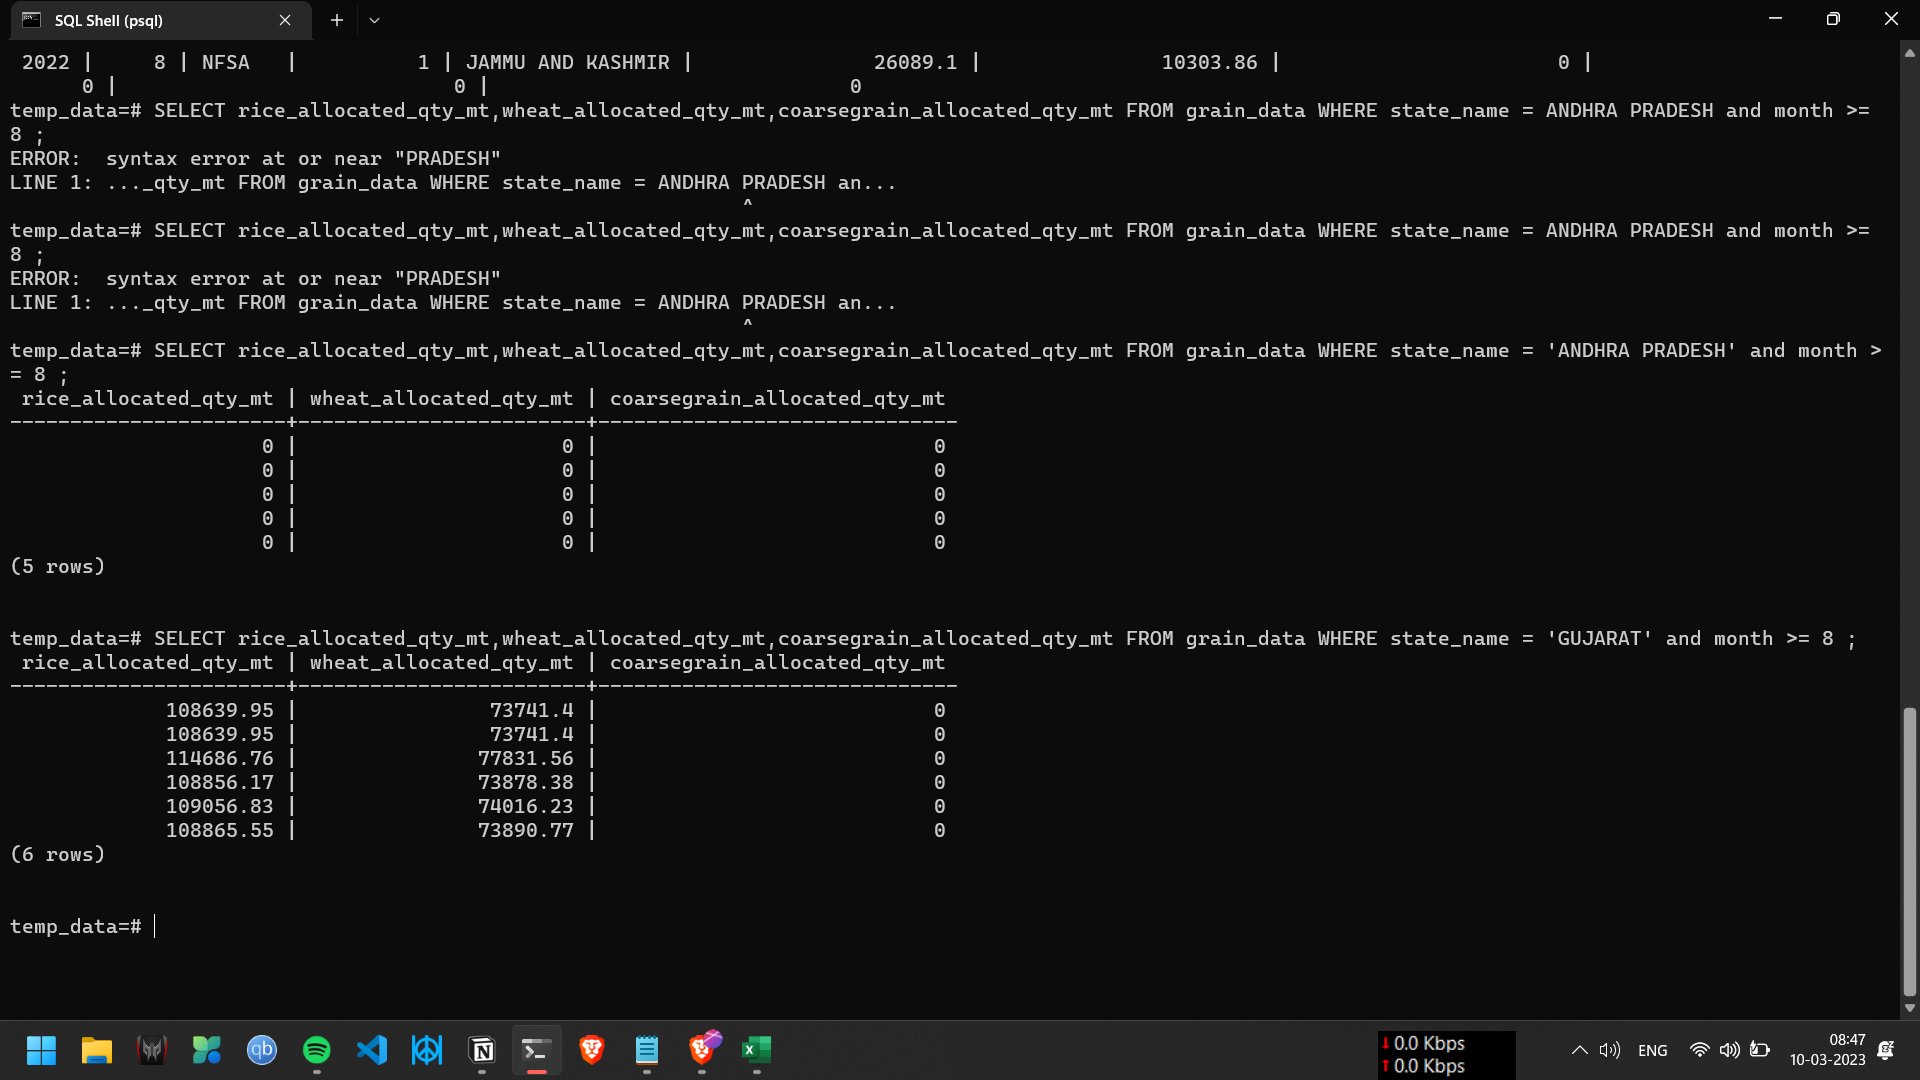 SQL Shell (psql)
2022 | 8 | NFSA | 1 | JAMMU AND KASHMIR | 26089.1 | 10303.86 | 0 |
0 | 0 | 0
temp_data=# SELECT rice_allocated_qty_mt,wheat_allocated_qty_mt,coarsegrain_allocated_qty_mt FROM grain_data WHERE state_name = ANDHRA PRADESH and month >=
8 ;
ERROR:  syntax error at or near "PRADESH"
LINE 1: ..._qty_mt FROM grain_data WHERE state_name = ANDHRA PRADESH an...
^
temp_data=# SELECT rice_allocated_qty_mt,wheat_allocated_qty_mt,coarsegrain_allocated_qty_mt FROM grain_data WHERE state_name = ANDHRA PRADESH and month >=
8 ;
ERROR:  syntax error at or near "PRADESH"
LINE 1: ..._qty_mt FROM grain_data WHERE state_name = ANDHRA PRADESH an...
^
temp_data=# SELECT rice_allocated_qty_mt,wheat_allocated_qty_mt,coarsegrain_allocated_qty_mt FROM grain_data WHERE state_name = 'ANDHRA PRADESH' and month >
= 8 ;
rice_allocated_qty_mt | wheat_allocated_qty_mt | coarsegrain_allocated_qty_mt
-----------------------+------------------------+------------------------------
0 | 0 | 0
0 | 0 | 0
0 | 0 | 0
0 | 0 | 0
0 | 0 | 0
(5 rows)
temp_data=# SELECT rice_allocated_qty_mt,wheat_allocated_qty_mt,coarsegrain_allocated_qty_mt FROM grain_data WHERE state_name = 'GUJARAT' and month >= 8 ;
rice_allocated_qty_mt | wheat_allocated_qty_mt | coarsegrain_allocated_qty_mt
-----------------------+------------------------+------------------------------
108639.95 | 73741.4 | 0
108639.95 | 73741.4 | 0
114686.76 | 77831.56 | 0
108856.17 | 73878.38 | 0
109056.83 | 74016.23 | 0
108865.55 | 73890.77 | 0
(6 rows)
temp_data=#
qb
N
X
0.0 Kbps
0.0 Kbps
ENG
08:47
10-03-2023